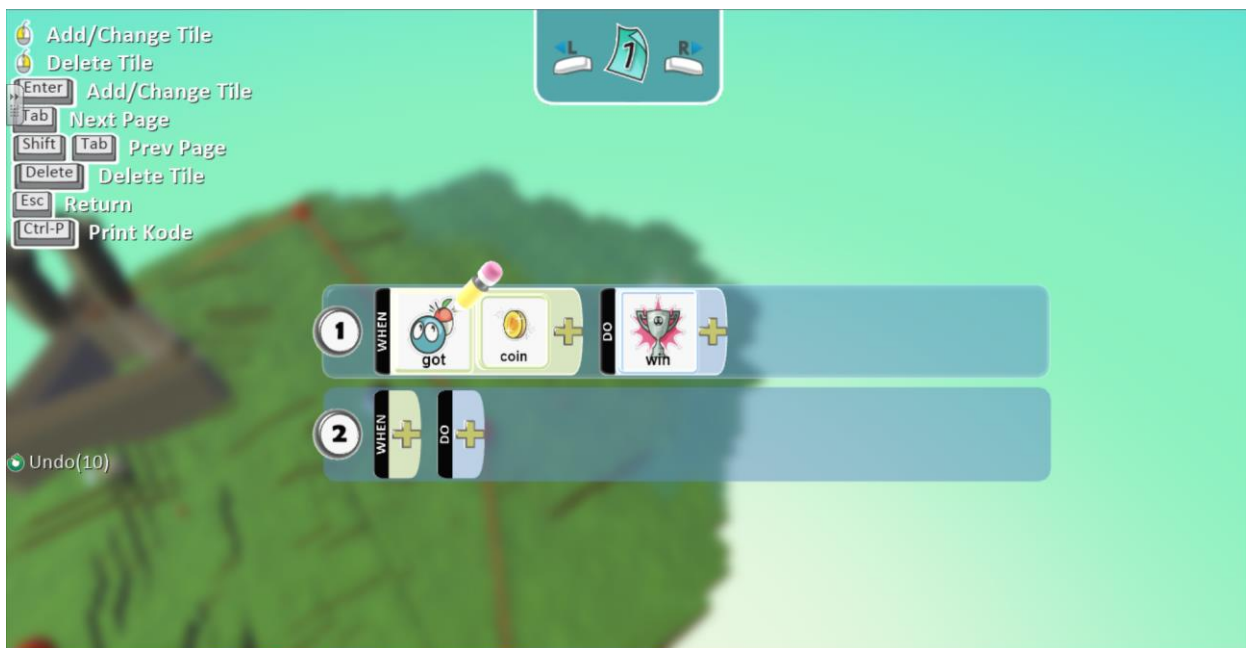 Add/Change Tile
Delete Tile
Enter Add/Change Tile
Tab Next Page
Shift Tab Prev Page
Delete Delete Tile
Esc Return
Ctrl-P Print Kode
L 1 R
1 WHEN got coin DO win
2 WHEN DO
Undo(10)